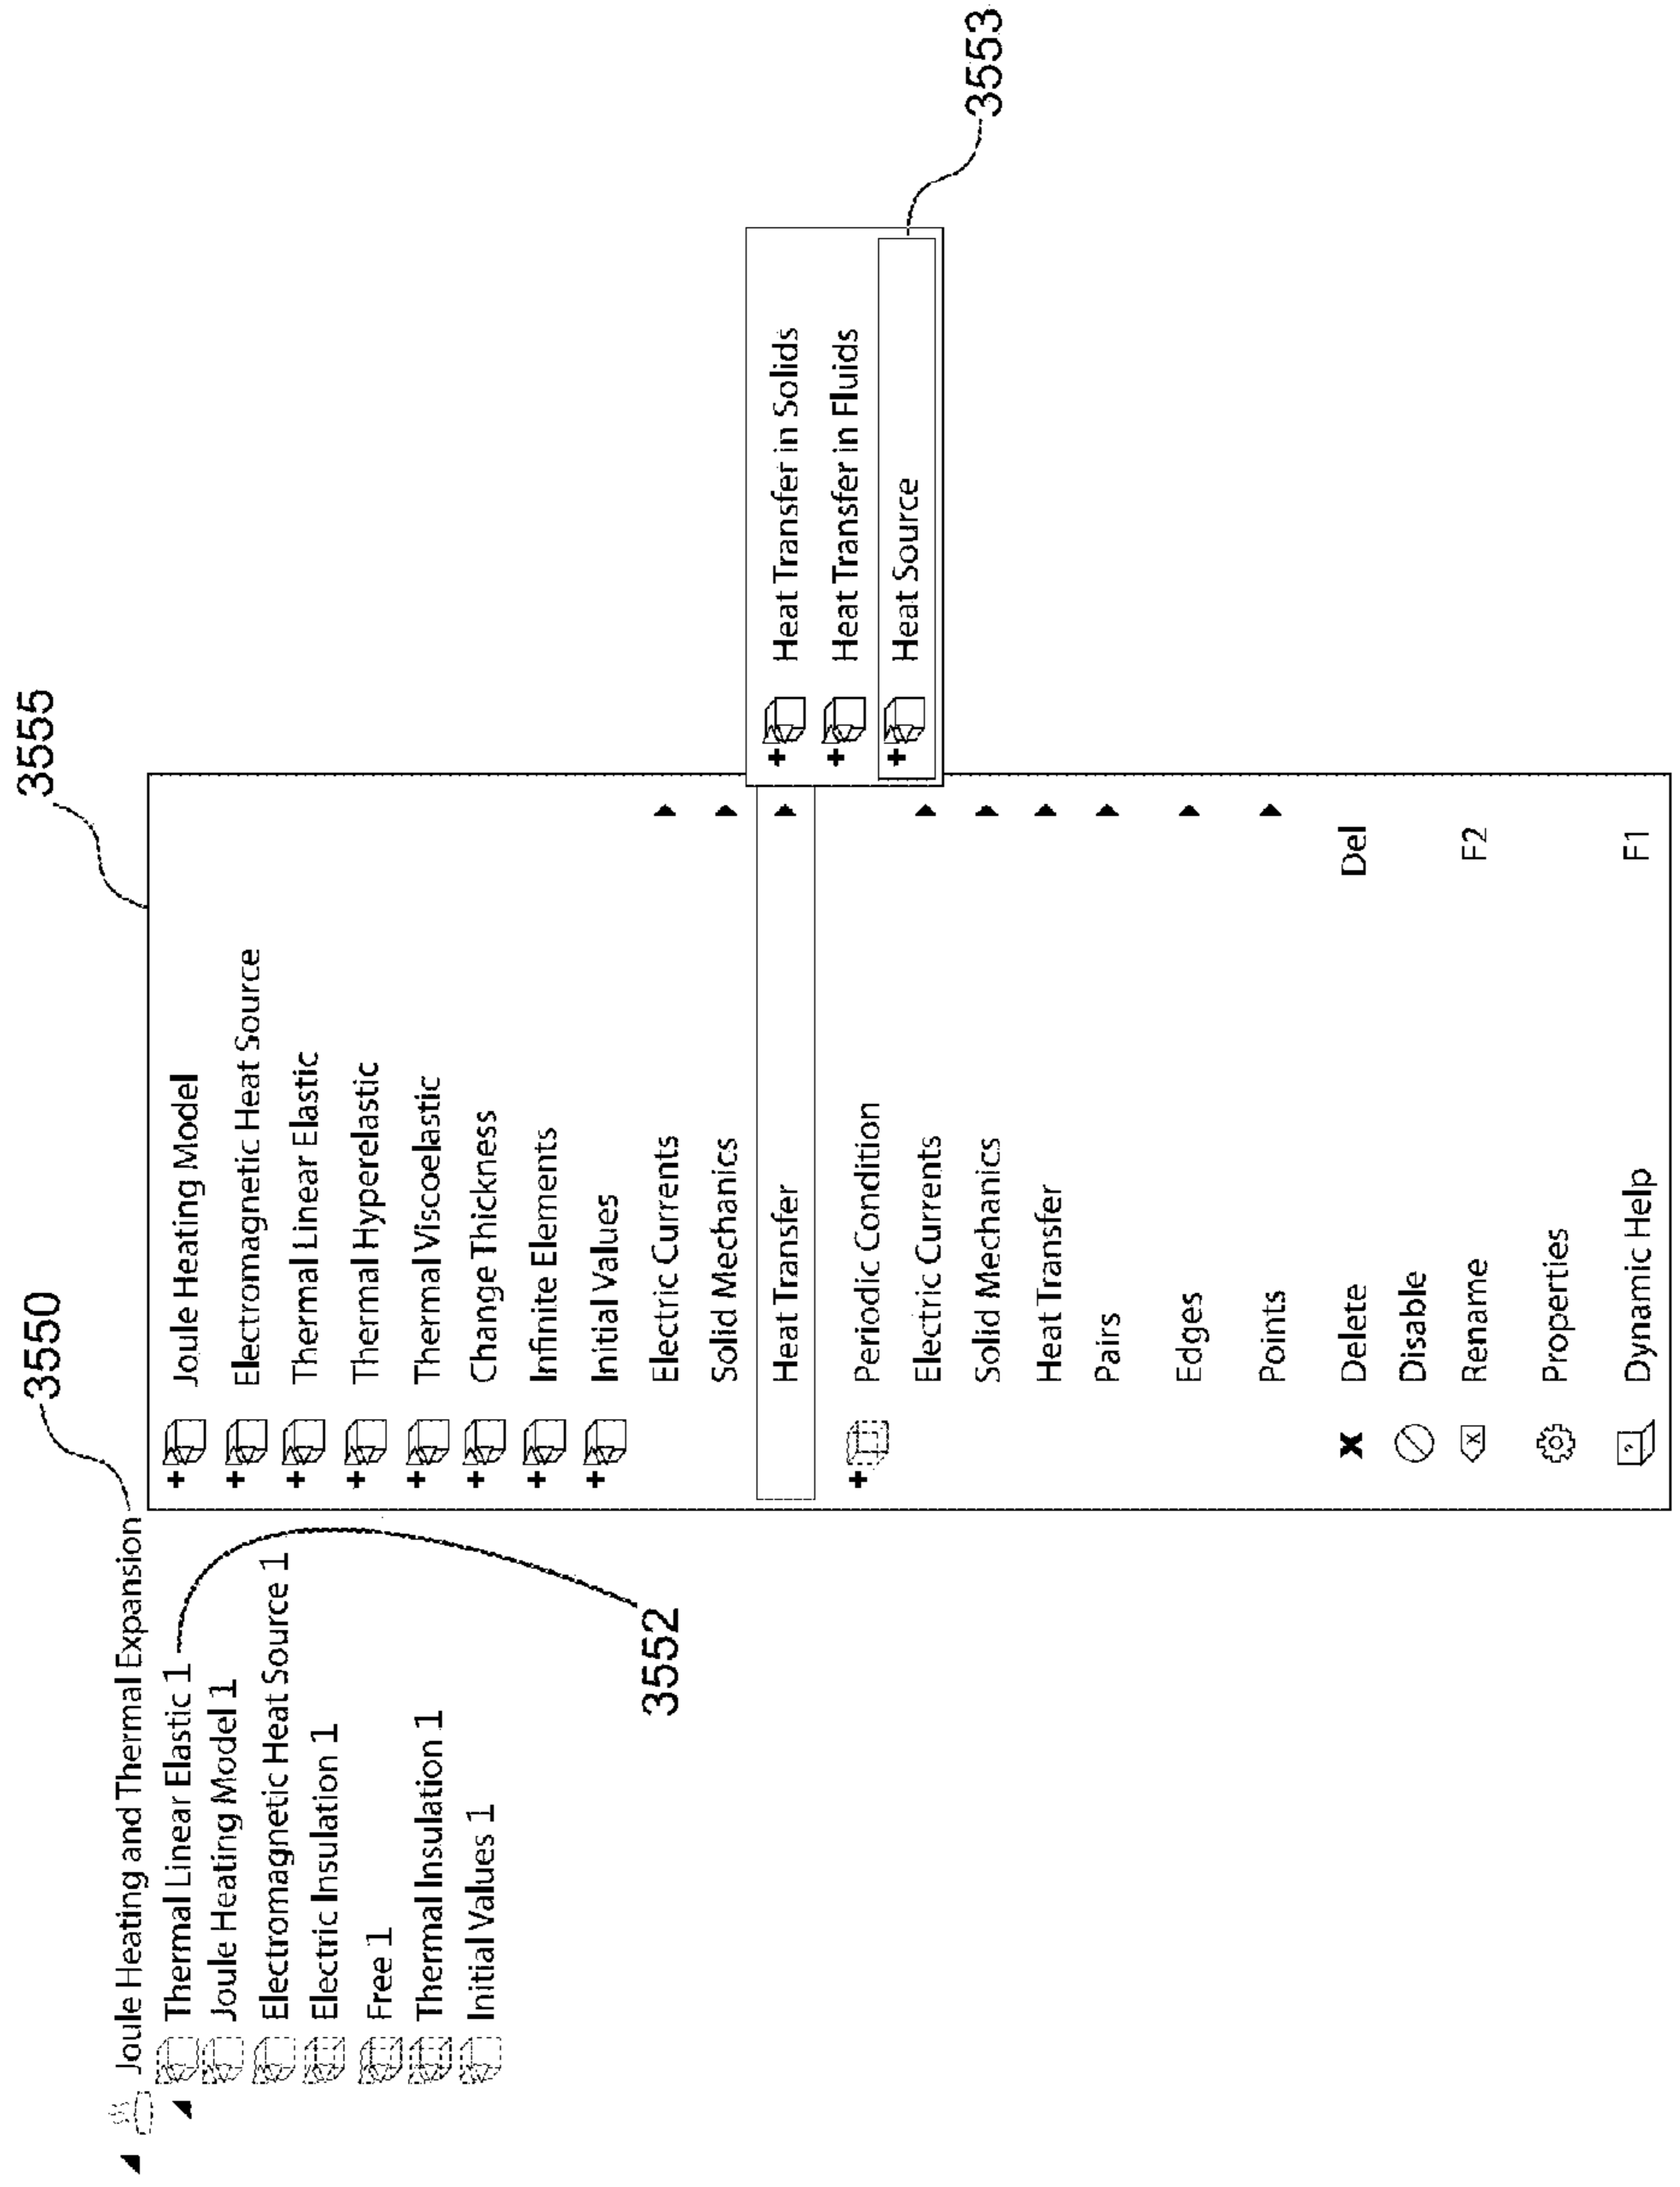 3550
3555
Joule Heating and Thermal Expansion
Thermal Linear Elastic 1
Joule Heating Model 1
Electromagnetic Heat Source 1
Electric Insulation 1
Free 1
Thermal Insulation 1
Initial Values 1
3552
Joule Heating Model
Electromagnetic Heat Source
Thermal Linear Elastic
Thermal Hyperelastic
Thermal Viscoelastic
Change Thickness
Infinite Elements
Initial Values
Electric Currents
Solid Mechanics
Heat Transfer
Heat Transfer in Solids
Heat Transfer in Fluids
Heat Source
3553
Periodic Condition
Electric Currents
Solid Mechanics
Heat Transfer
Pairs
Edges
Points
Delete Del
Disable
Rename F2
Properties
Dynamic Help F1